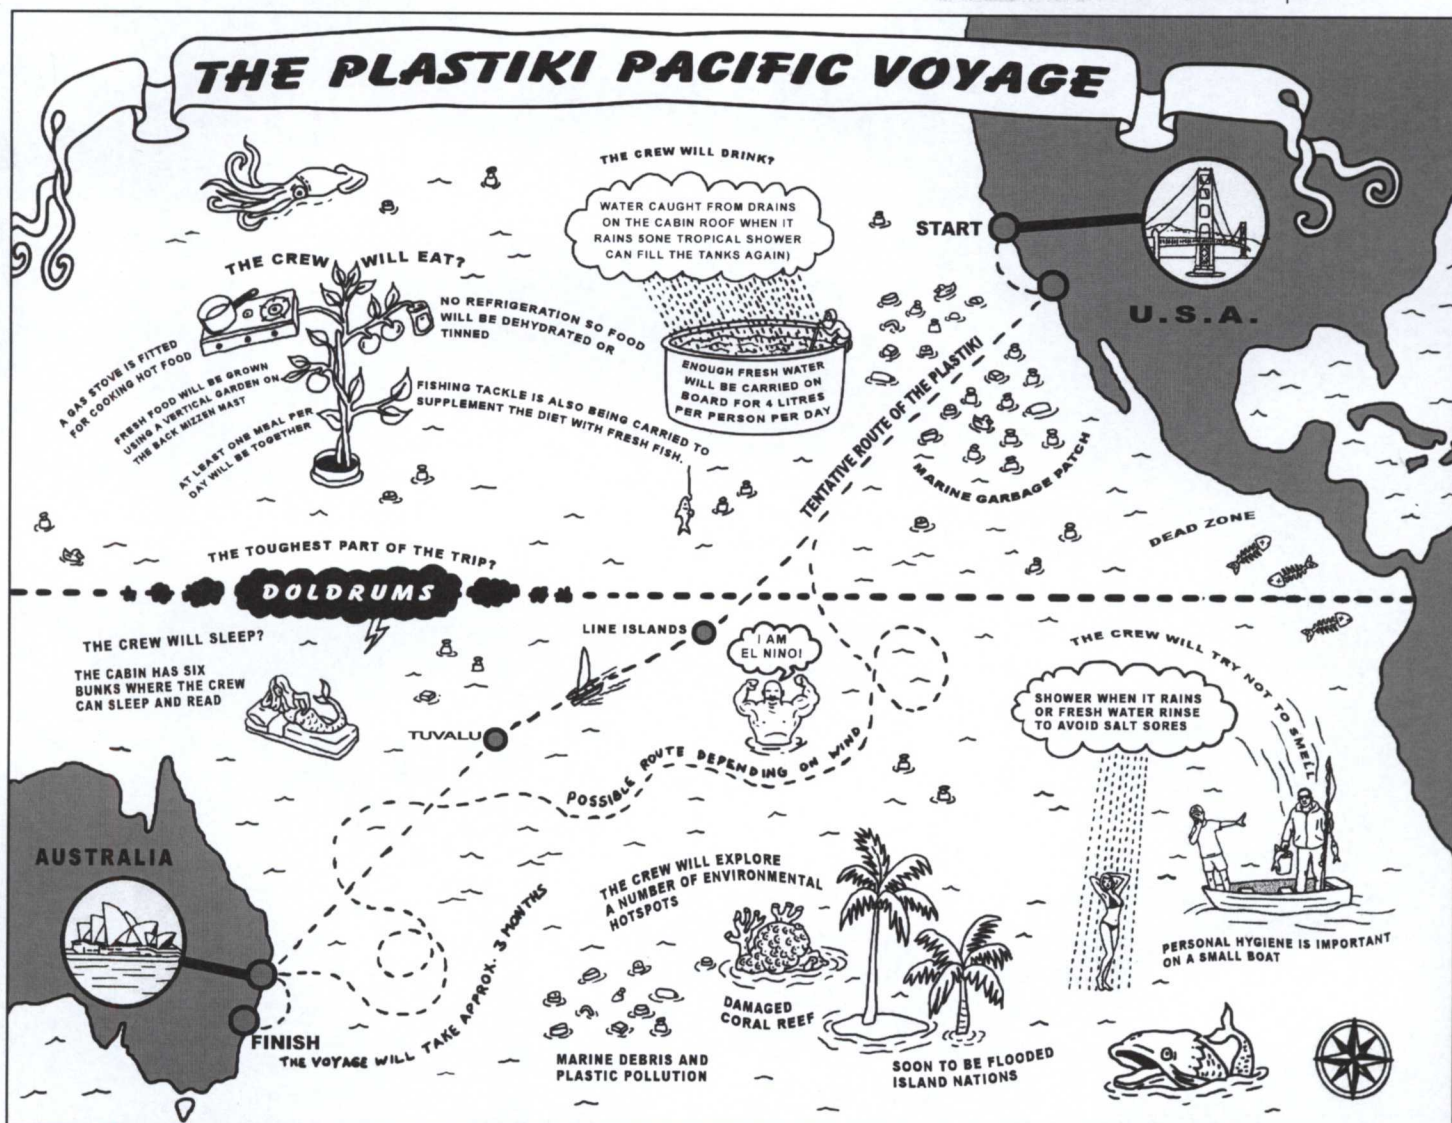 THE PLASTIKI PACIFIC VOYAGE
THE CREW WILL DRINK?
WATER CAUGHT FROM DRAINS
ON THE CABIN ROOF WHEN IT
RAINS 5ONE TROPICAL SHOWER
CAN FILL THE TANKS AGAIN)
ENOUGH FRESH WATER
WILL BE CARRIED ON
BOARD FOR 4 LITRES
PER PERSON PER DAY
START
U.S.A.
THE CREW WILL EAT?
NO REFRIGERATION SO FOOD
WILL BE DEHYDRATED OR
TINNED
A GAS STOVE IS FITTED
FOR COOKING HOT FOOD
FRESH FOOD WILL BE GROWN
USING A VERTICAL GARDEN ON
THE BACK MIZZEN MAST
AT LEAST ONE MEAL PER
DAY WILL BE TOGETHER
FISHING TACKLE IS ALSO BEING CARRIED TO
SUPPLEMENT THE DIET WITH FRESH FISH.
TENTATIVE ROUTE OF THE PLASTIKI
MARINE GARBAGE PATCH
DEAD ZONE
THE TOUGHEST PART OF THE TRIP?
DOLDRUMS
THE CREW WILL SLEEP?
THE CABIN HAS SIX
BUNKS WHERE THE CREW
CAN SLEEP AND READ
LINE ISLANDS
I AM
EL NINO!
TUVALU
POSSIBLE ROUTE DEPENDING ON WIND
THE CREW WILL TRY NOT TO SMELL
SHOWER WHEN IT RAINS
OR FRESH WATER RINSE
TO AVOID SALT SORES
PERSONAL HYGIENE IS IMPORTANT
ON A SMALL BOAT
AUSTRALIA
FINISH
THE VOYAGE WILL TAKE APPROX. 3 MONTHS
THE CREW WILL EXPLORE
A NUMBER OF ENVIRONMENTAL
HOTSPOTS
DAMAGED
CORAL REEF
MARINE DEBRIS AND
PLASTIC POLLUTION
SOON TO BE FLOODED
ISLAND NATIONS